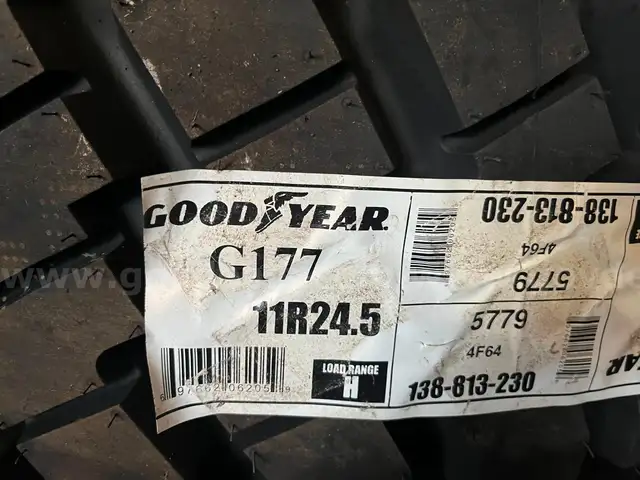 GOODYEAR
G177
11R24.5
LOAD RANGE
H
138-813-230
4F64
5779
5779
4F64
138-813-230